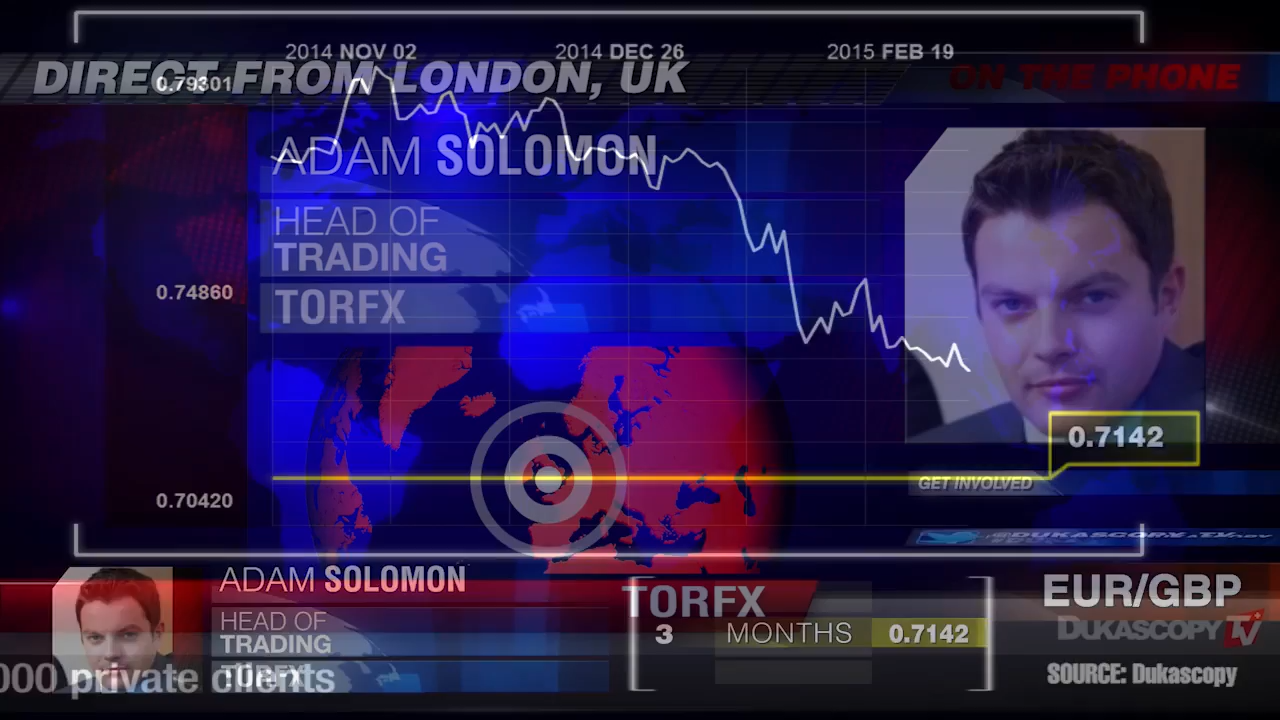 2014 NOV 02
2014 DEC 26
2015 FEB 19
DIRECT FROM LONDON, UK
ON THE PHONE
0.79301
ADAM SOLOMON
HEAD OF
TRADING
TORFX
0.74860
0.7142
GET INVOLVED
0.70420
ADAM SOLOMON
HEAD OF
TRADING
TORFX
TORFX
3 MONTHS 0.7142
EUR/GBP
DUKASCOPY TV
SOURCE: Dukascopy
000 private clients